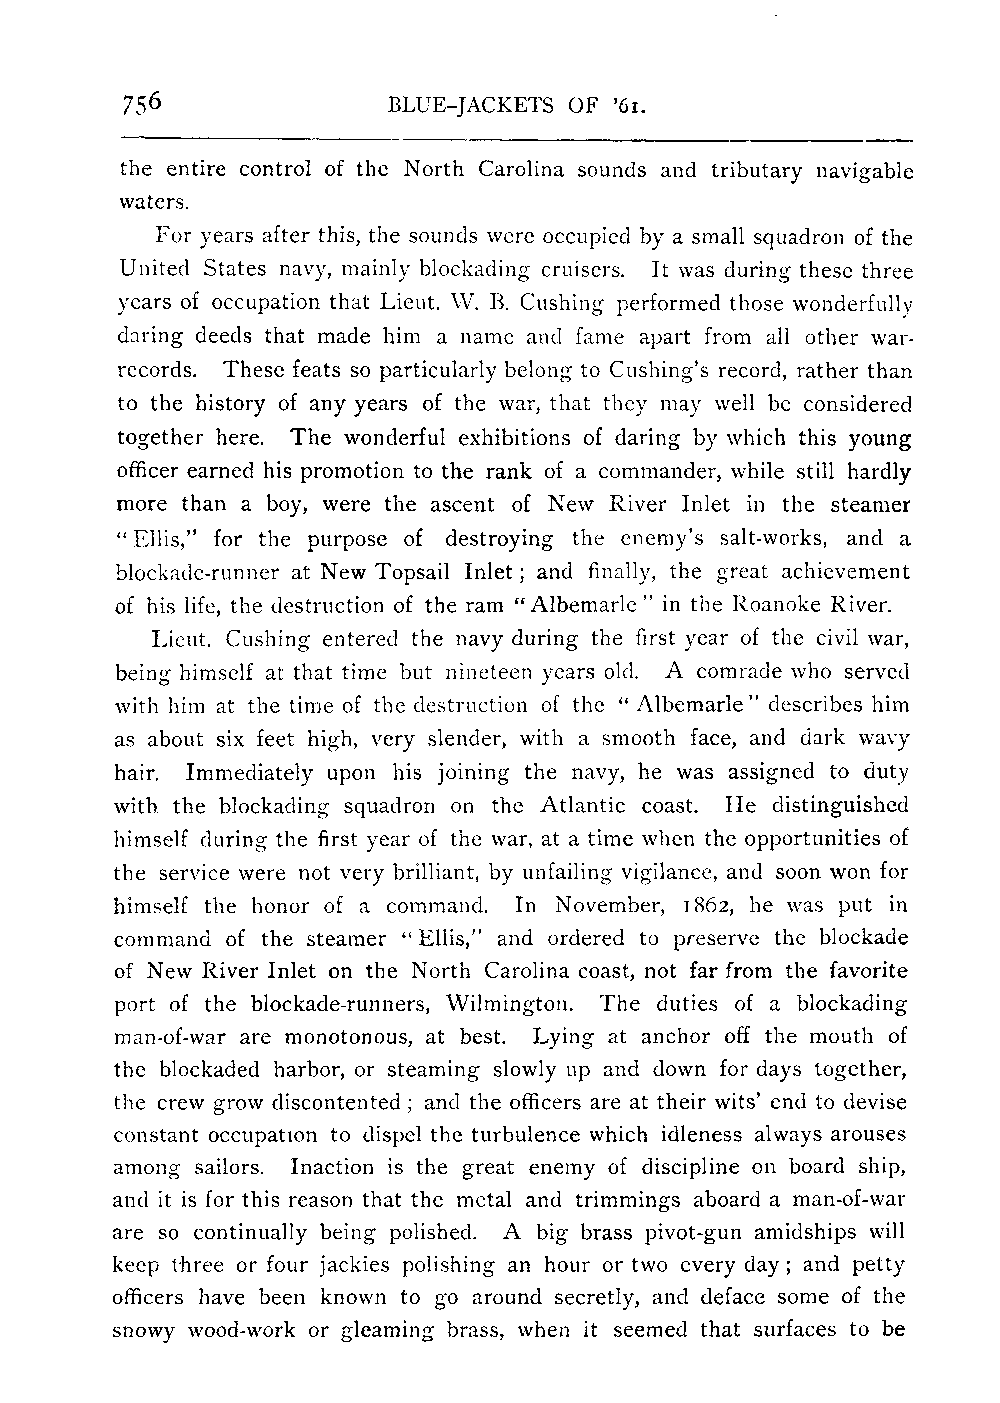 756 BLUE-JACKETS OF '61.
the entire control of the North Carolina sounds and tributary navigable
waters.
For years after this, the sounds were occupied by a small squadron of the
United States navy, mainly blockading cruisers. It was during these three
years of occupation that Lieut. W. B. Cushing performed those wonderfully
daring deeds that made him a name and fame apart from all other war-
records. These feats so particularly belong to Cushing's record, rather than
to the history of any years of the war, that they may well be considered
together here. The wonderful exhibitions of daring by which this young
officer earned his promotion to the rank of a commander, while still hardly
more than a boy, were the ascent of New River Inlet in the steamer
"Ellis," for the purpose of destroying the enemy's salt-works, and a
blockade-runner at New Topsail Inlet; and finally, the great achievement
of his life, the destruction of the ram "Albemarle" in the Roanoke River.
Lieut. Cushing entered the navy during the first year of the civil war,
being himself at that time but nineteen years old. A comrade who served
with him at the time of the destruction of the "Albemarle" describes him
as about six feet high, very slender, with a smooth face, and dark wavy
hair. Immediately upon his joining the navy, he was assigned to duty
with the blockading squadron on the Atlantic coast. He distinguished
himself during the first year of the war, at a time when the opportunities of
the service were not very brilliant, by unfailing vigilance, and soon won for
himself the honor of a command. In November, 1862, he was put in
command of the steamer "Ellis," and ordered to preserve the blockade
of New River Inlet on the North Carolina coast, not far from the favorite
port of the blockade-runners, Wilmington. The duties of a blockading
man-of-war are monotonous, at best. Lying at anchor off the mouth of
the blockaded harbor, or steaming slowly up and down for days together,
the crew grow discontented; and the officers are at their wits' end to devise
constant occupation to dispel the turbulence which idleness always arouses
among sailors. Inaction is the great enemy of discipline on board ship,
and it is for this reason that the metal and trimmings aboard a man-of-war
are so continually being polished. A big brass pivot-gun amidships will
keep three or four jackies polishing an hour or two every day; and petty
officers have been known to go around secretly, and deface some of the
snowy wood-work or gleaming brass, when it seemed that surfaces to be